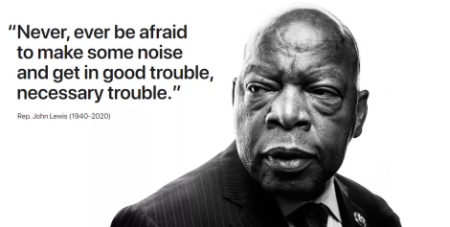 “Never, ever be afraid
to make some noise
and get in good trouble,
necessary trouble.”
Rep. John Lewis (1940-2020)